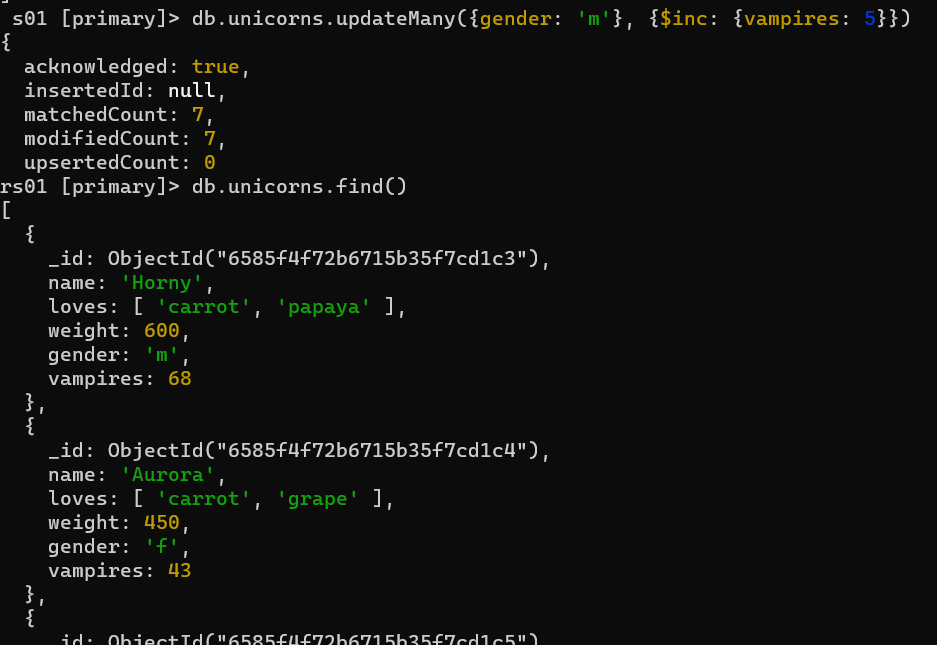 s01 [primary]> db.unicorns.updateMany({gender: 'm'}, {$inc: {vampires: 5}})
{
  acknowledged: true,
  insertedId: null,
  matchedCount: 7,
  modifiedCount: 7,
  upsertedCount: 0
rs01 [primary]> db.unicorns.find()
[
  {
    _id: ObjectId("6585f4f72b6715b35f7cd1c3"),
    name: 'Horny',
    loves: [ 'carrot', 'papaya' ],
    weight: 600,
    gender: 'm',
    vampires: 68
  },
  {
    _id: ObjectId("6585f4f72b6715b35f7cd1c4"),
    name: 'Aurora',
    loves: [ 'carrot', 'grape' ],
    weight: 450,
    gender: 'f',
    vampires: 43
  },
  {
    _id: ObjectId("6585f4f72b6715b35f7cd1c5"),